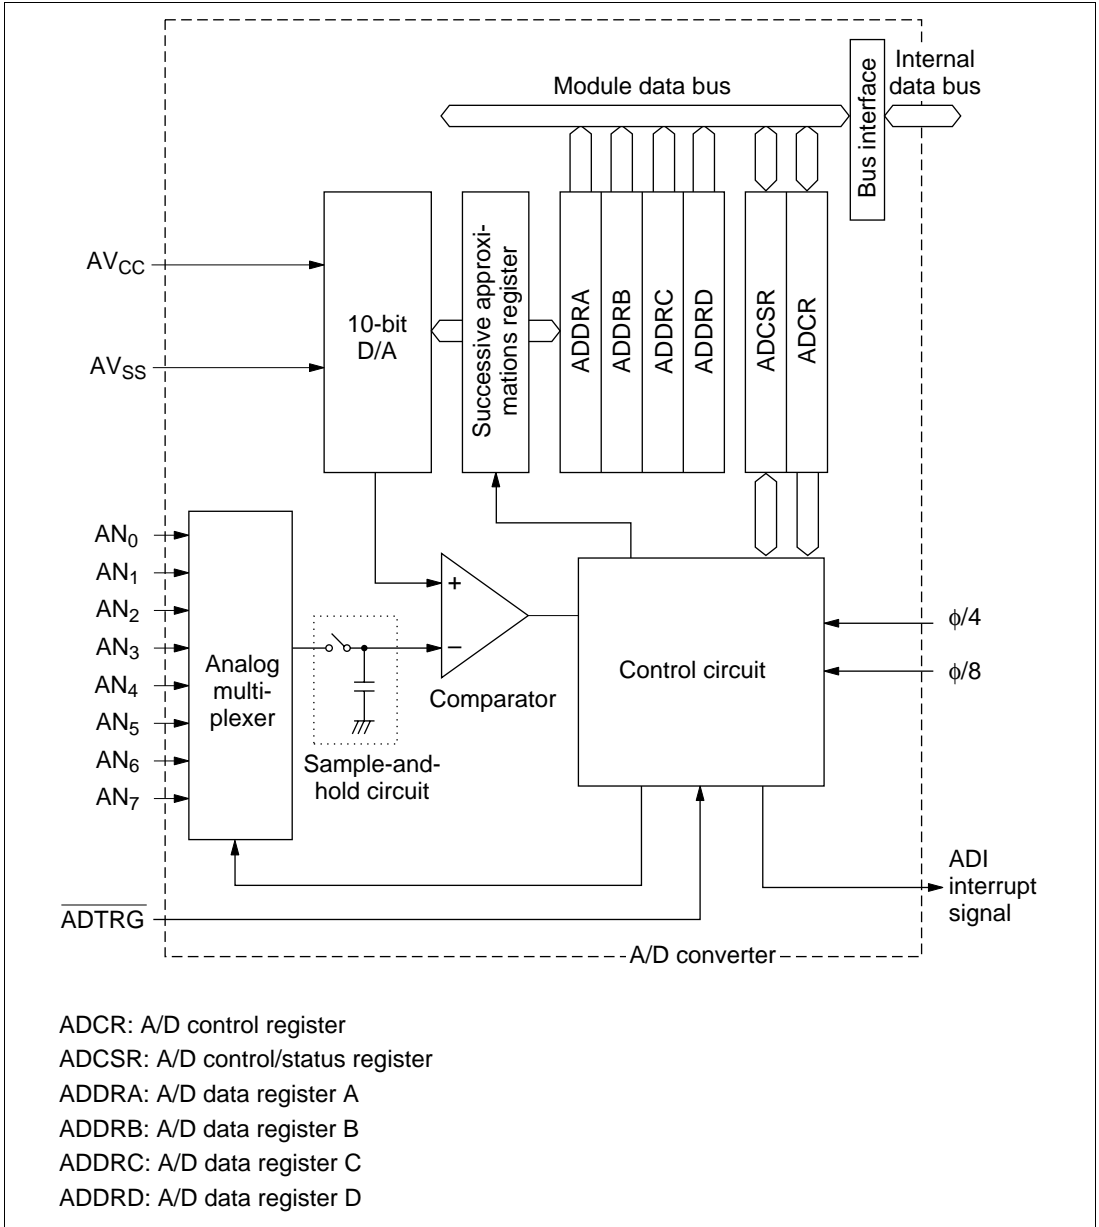 Module data bus
Internal
data bus
Bus interface
AVCC
AVSS
10-bit
D/A
Successive approxi-
mations register
ADDRA
ADDRB
ADDRC
ADDRD
ADCSR
ADCR
AN0
AN1
AN2
AN3
AN4
AN5
AN6
AN7
Analog
multi-
plexer
+
−
Comparator
Sample-and-
hold circuit
Control circuit
ϕ/4
ϕ/8
ADI
interrupt
signal
ADTRG
A/D converter
ADCR: A/D control register
ADCSR: A/D control/status register
ADDRA: A/D data register A
ADDRB: A/D data register B
ADDRC: A/D data register C
ADDRD: A/D data register D